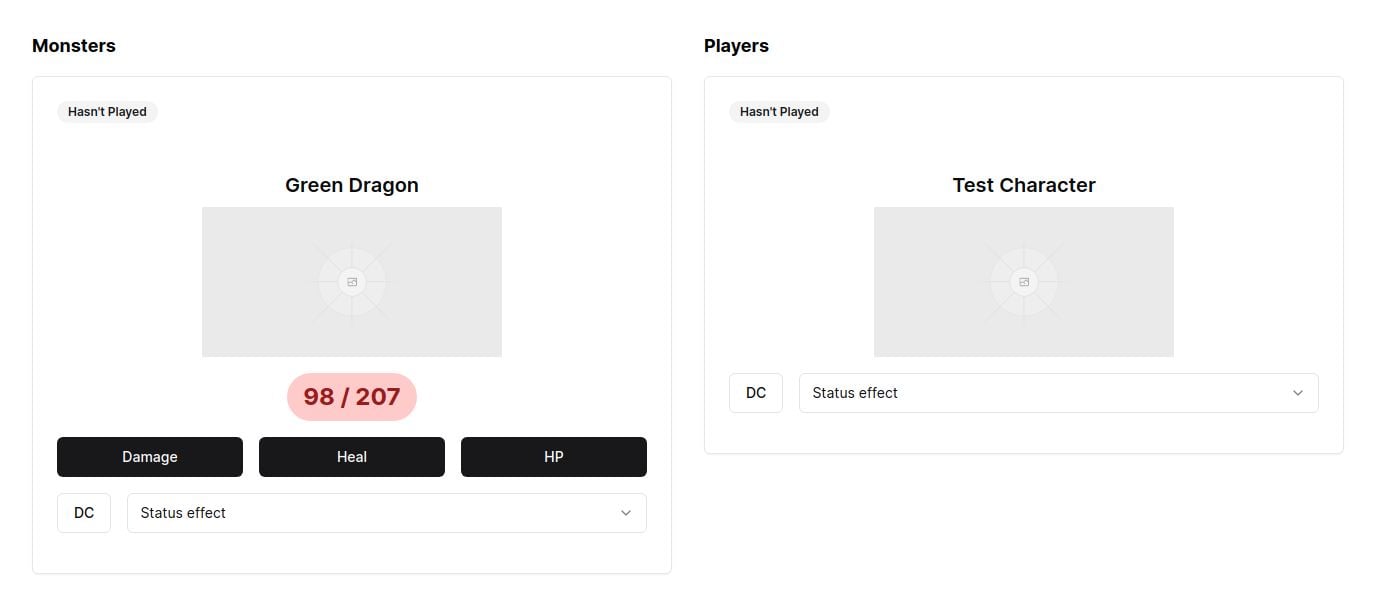 Monsters
Hasn't Played
Green Dragon
98 / 207
Damage
Heal
HP
DC
Status effect
Players
Hasn't Played
Test Character
DC
Status effect